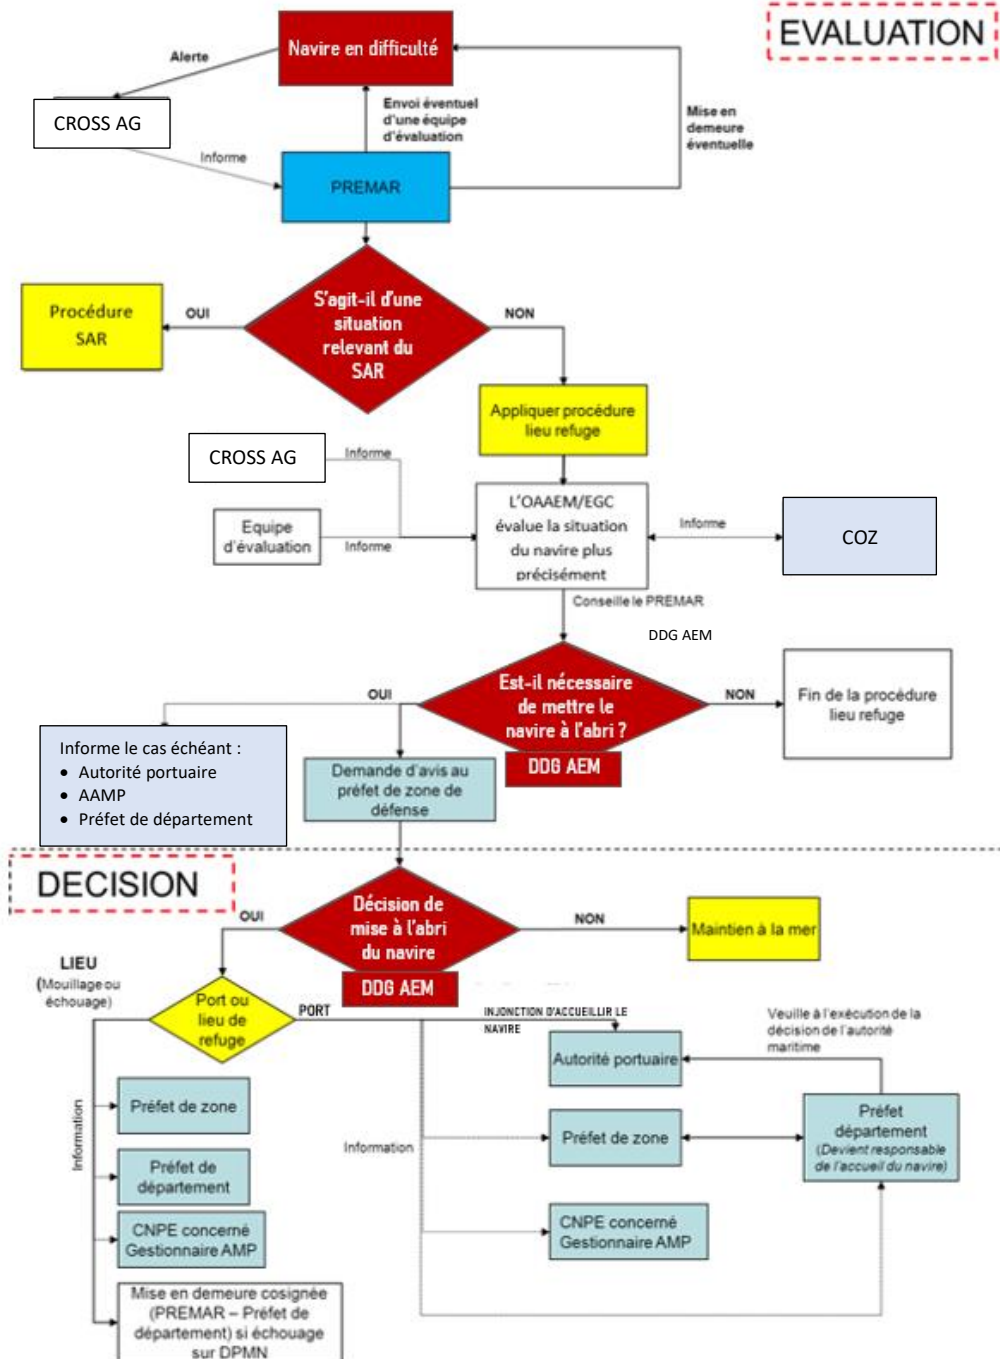 EVALUATION
Navire en difficulté
Alerte
CROSS AG
Envoi éventuel
d'une équipe
d'évaluation
Mise en
demeure
éventuelle
Informe
PREMAR
S'agit-il d'une
situation
relevant du
SAR
OUI
NON
Procédure
SAR
Appliquer procédure
lieu refuge
CROSS AG
Informe
L'OAAEM/EGC
évalue la situation
du navire plus
précisément
Equipe
d'évaluation
Informe
Informe
COZ
Conseille le PREMAR
DDG AEM
Est-il nécessaire
de mettre le
navire à l'abri ?
DDG AEM
OUI
NON
Fin de la procédure
lieu refuge
Informe le cas échéant :
• Autorité portuaire
• AAMP
• Préfet de département
Demande d'avis au
préfet de zone de
défense
DECISION
Décision de
mise à l'abri
du navire
DDG AEM
OUI
NON
Maintien à la mer
LIEU
(Mouillage ou
échouage)
Port ou
lieu de
refuge
PORT
INJONCTION D'ACCUEILLIR LE
NAVIRE
Veuille à l'exécution de la
décision de l'autorité
maritime
Autorité portuaire
Information
Préfet de zone
Préfet de
département
CNPE concerné
Gestionnaire AMP
Mise en demeure cosignée
(PREMAR – Préfet de
département) si échouage
sur DPMN
Information
Préfet de zone
Préfet
département
(Devient responsable
de l'accueil du navire)
CNPE concerné
Gestionnaire AMP